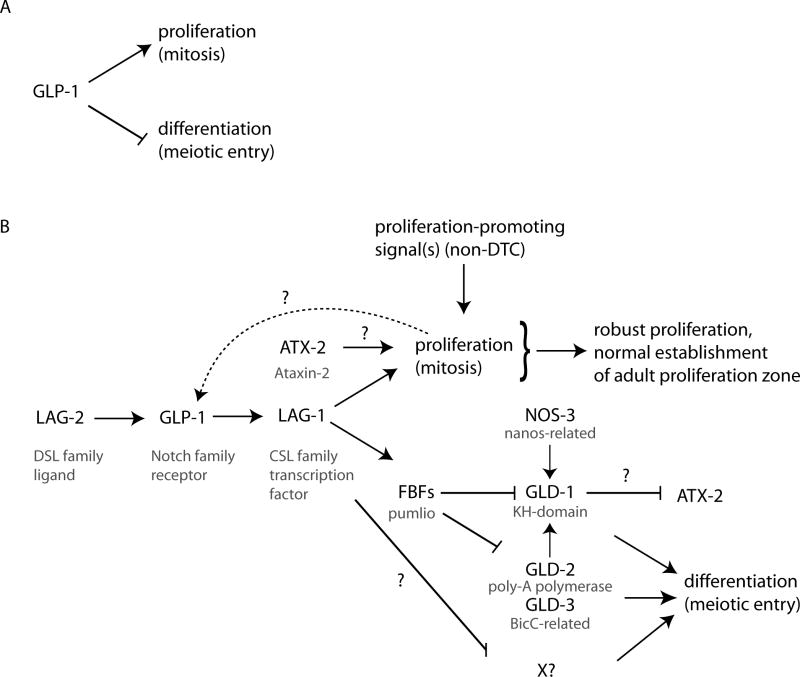 A
proliferation
(mitosis)
GLP-1
differentiation
(meiotic entry)
B
proliferation-promoting
signal(s) (non-DTC)
?
?
ATX-2
Ataxin-2
proliferation
(mitosis)
}
robust proliferation,
normal establishment
of adult proliferation zone
LAG-2
DSL family
ligand
GLP-1
Notch family
receptor
LAG-1
CSL family
transcription
factor
NOS-3
nanos-related
FBFs
pumlio
GLD-1
KH-domain
?
ATX-2
?
GLD-2
poly-A polymerase
GLD-3
BicC-related
differentiation
(meiotic entry)
X?